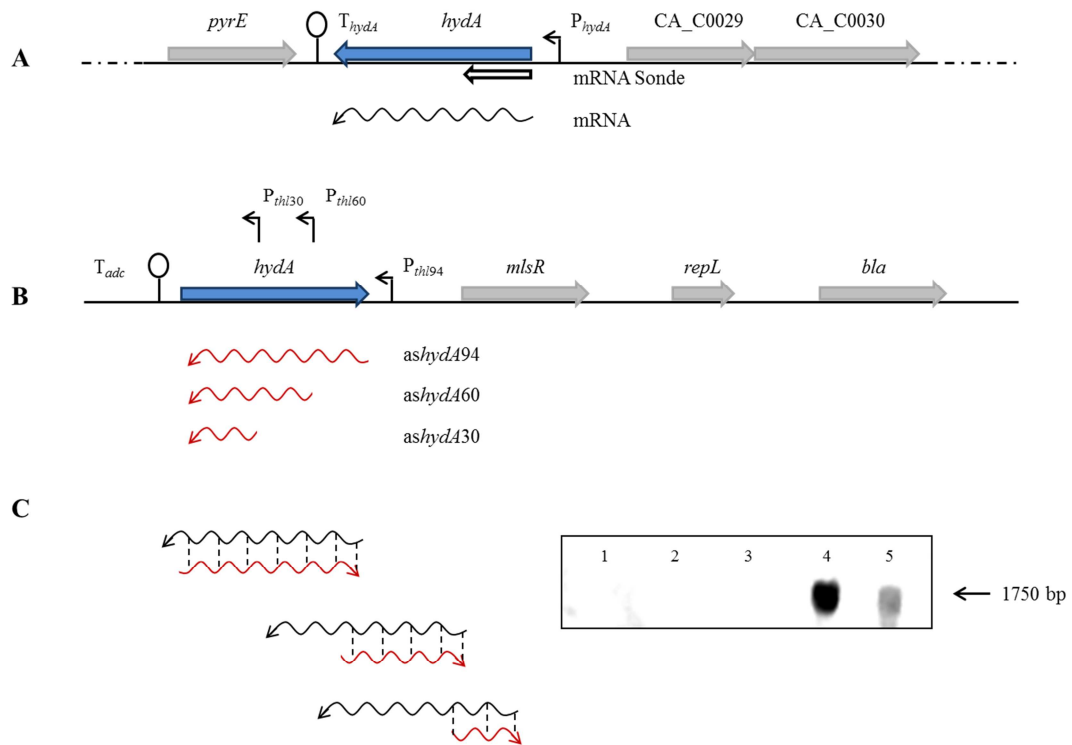 pyrE ThydA hydA PhydA CA_C0029 CA_C0030
A
mRNA Sonde
mRNA
Pthl30 Pthl60
Tadc hydA Pthl94 mlsR repL bla
B
ashydA94
ashydA60
ashydA30
C
1 2 3 4 5
1750 bp